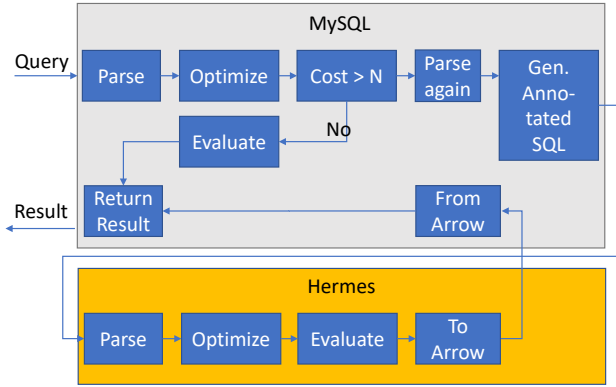 MySQL
Query
Parse
Optimize
Cost > N
Parse
again
Gen.
Anno-
tated
SQL
No
Evaluate
Result
Return
Result
From
Arrow
Hermes
Parse
Optimize
Evaluate
To
Arrow